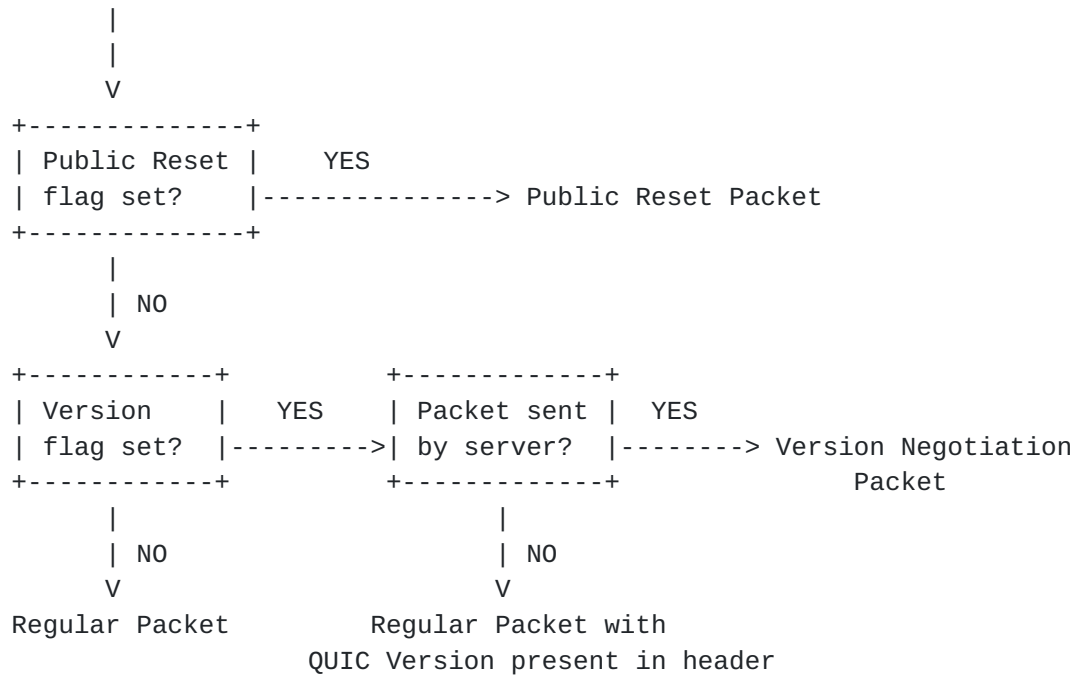 |
      |
      V
+--------------+
| Public Reset |    YES
| flag set?    |---------------> Public Reset Packet
+--------------+
      |
      | NO
      V
+------------+          +-------------+
| Version    |   YES    | Packet sent |  YES
| flag set?  |--------->| by server?  |--------> Version Negotiation
+------------+          +-------------+               Packet
      |                        |
      | NO                     | NO
      V                        V
Regular Packet         Regular Packet with
                   QUIC Version present in header